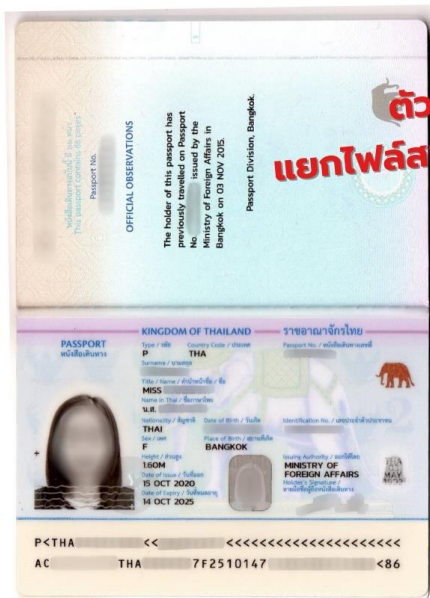 ตัว
แยกไฟล์ส
Passport No.
OFFICIAL OBSERVATIONS
The holder of this passport has
previously travelled on Passport
No. issued by the
Ministry of Foreign Affairs in
Bangkok on 03 NOV 2015.
Passport Division, Bangkok.
PASSPORT
หนังสือเดินทาง
KINGDOM OF THAILAND
ราชอาณาจักรไทย
Type / รหัส
Country Code / ประเทศ
Passport No. / หนังสือเดินทางเลขที่
P
THA
Surname / นามสกุล
Title / Name / คำนำหน้าชื่อ / ชื่อ
MISS
Name in Thai / ชื่อภาษาไทย
น.ส.
Nationality / สัญชาติ
Date of Birth / วันเกิด
Identification No. / เลขประจำตัวประชาชน
THAI
Sex / เพศ
Place of Birth / สถานที่เกิด
F
BANGKOK
Height / ส่วนสูง
Issuing Authority / ออกให้โดย
1.60M
MINISTRY OF
FOREIGN AFFAIRS
Date of Issue / วันที่ออก
15 OCT 2020
Holder's Signature /
ลายมือชื่อผู้ถือหนังสือเดินทาง
Date of Expiry / วันที่หมดอายุ
14 OCT 2025
P<THA <<  <<<<<<<<<<<<<<<<<<<<<<
AC THA 7F2510147 <86